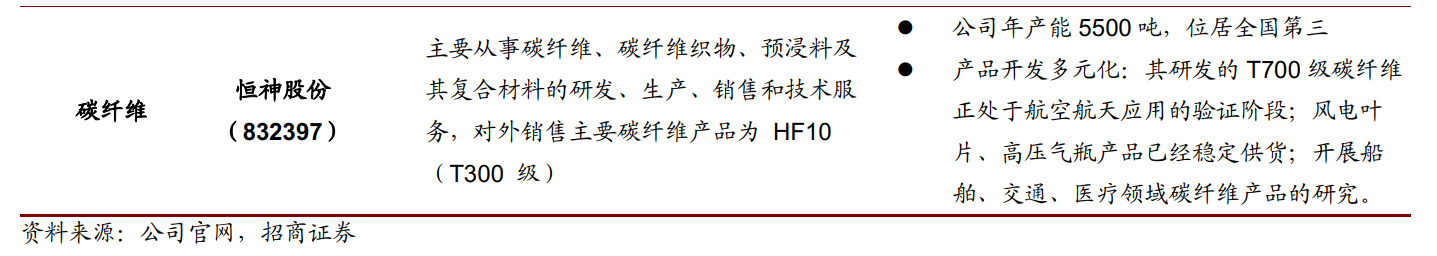 碳纤维
恒神股份
（832397）
主要从事碳纤维、碳纤维织物、预浸料及
其复合材料的研发、生产、销售和技术服
务，对外销售主要碳纤维产品为 HF10
（T300 级）
● 公司年产能 5500 吨，位居全国第三
● 产品开发多元化：其研发的 T700 级碳纤维
正处于航空航天应用的验证阶段；风电叶
片、高压气瓶产品已经稳定供货；开展船
舶、交通、医疗领域碳纤维产品的研究。
资料来源：公司官网，招商证券